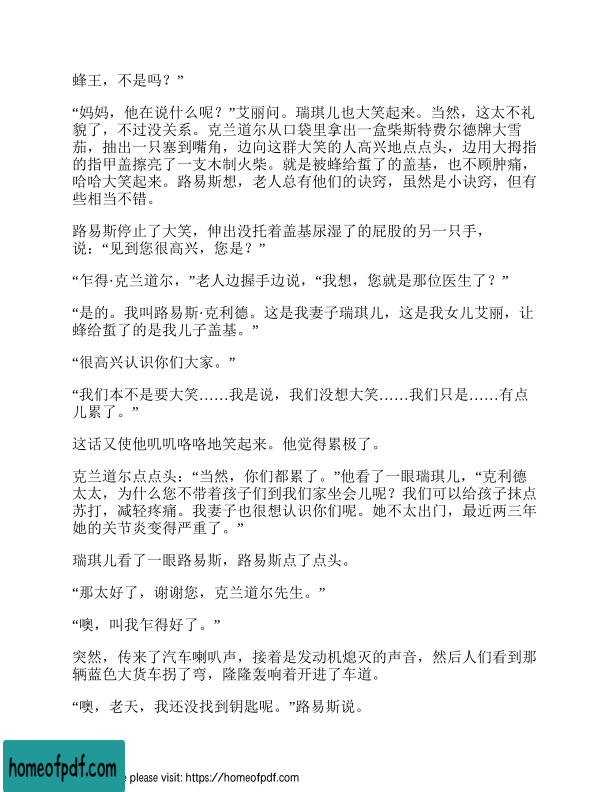 蜂王，不是吗？”
“妈妈，他在说什么呢？”艾丽问。瑞琪儿也大笑起来。当然，这太不礼
貌了，不过没关系。克兰道尔从口袋里拿出一盒柴斯特费尔德牌大雪
茄，抽出一只塞到嘴角，边向这群大笑的人高兴地点点头，边用大拇指
的指甲盖擦亮了一支木制火柴。就是被蜂给蜇了的盖基，也不顾肿痛，
哈哈大笑起来。路易斯想，老人总有他们的诀窍，虽然是小诀窍，但有
些相当不错。
路易斯停止了大笑，伸出没托着盖基尿湿了的屁股的另一只手，
说：“见到您很高兴，您是？”
“乍得·克兰道尔，”老人边握手边说，“我想，您就是那位医生了？”
“是的。我叫路易斯·克利德。这是我妻子瑞琪儿，这是我女儿艾丽，让
蜂给蜇了的是我儿子盖基。”
“很高兴认识你们大家。”
“我们本不是要大笑……我是说，我们没想大笑……我们只是……有点
儿累了。”
这话又使他叽叽咯咯地笑起来。他觉得累极了。
克兰道尔点点头：“当然，你们都累了。”他看了一眼瑞琪儿，“克利德
太太，为什么您不带着孩子们到我们家坐会儿呢？我们可以给孩子抹点
苏打，减轻疼痛。我妻子也很想认识你们呢。她不太出门，最近两三年
她的关节炎变得严重了。”
瑞琪儿看了一眼路易斯，路易斯点了点头。
“那太好了，谢谢您，克兰道尔先生。”
“噢，叫我乍得好了。”
突然，传来了汽车喇叭声，接着是发动机熄灭的声音，然后人们看到那
辆蓝色大货车拐了弯，隆隆轰响着开进了车道。
“噢，老天，我还没找到钥匙呢。”路易斯说。
homeofpdf.com
e please visit: https://homeofpdf.com